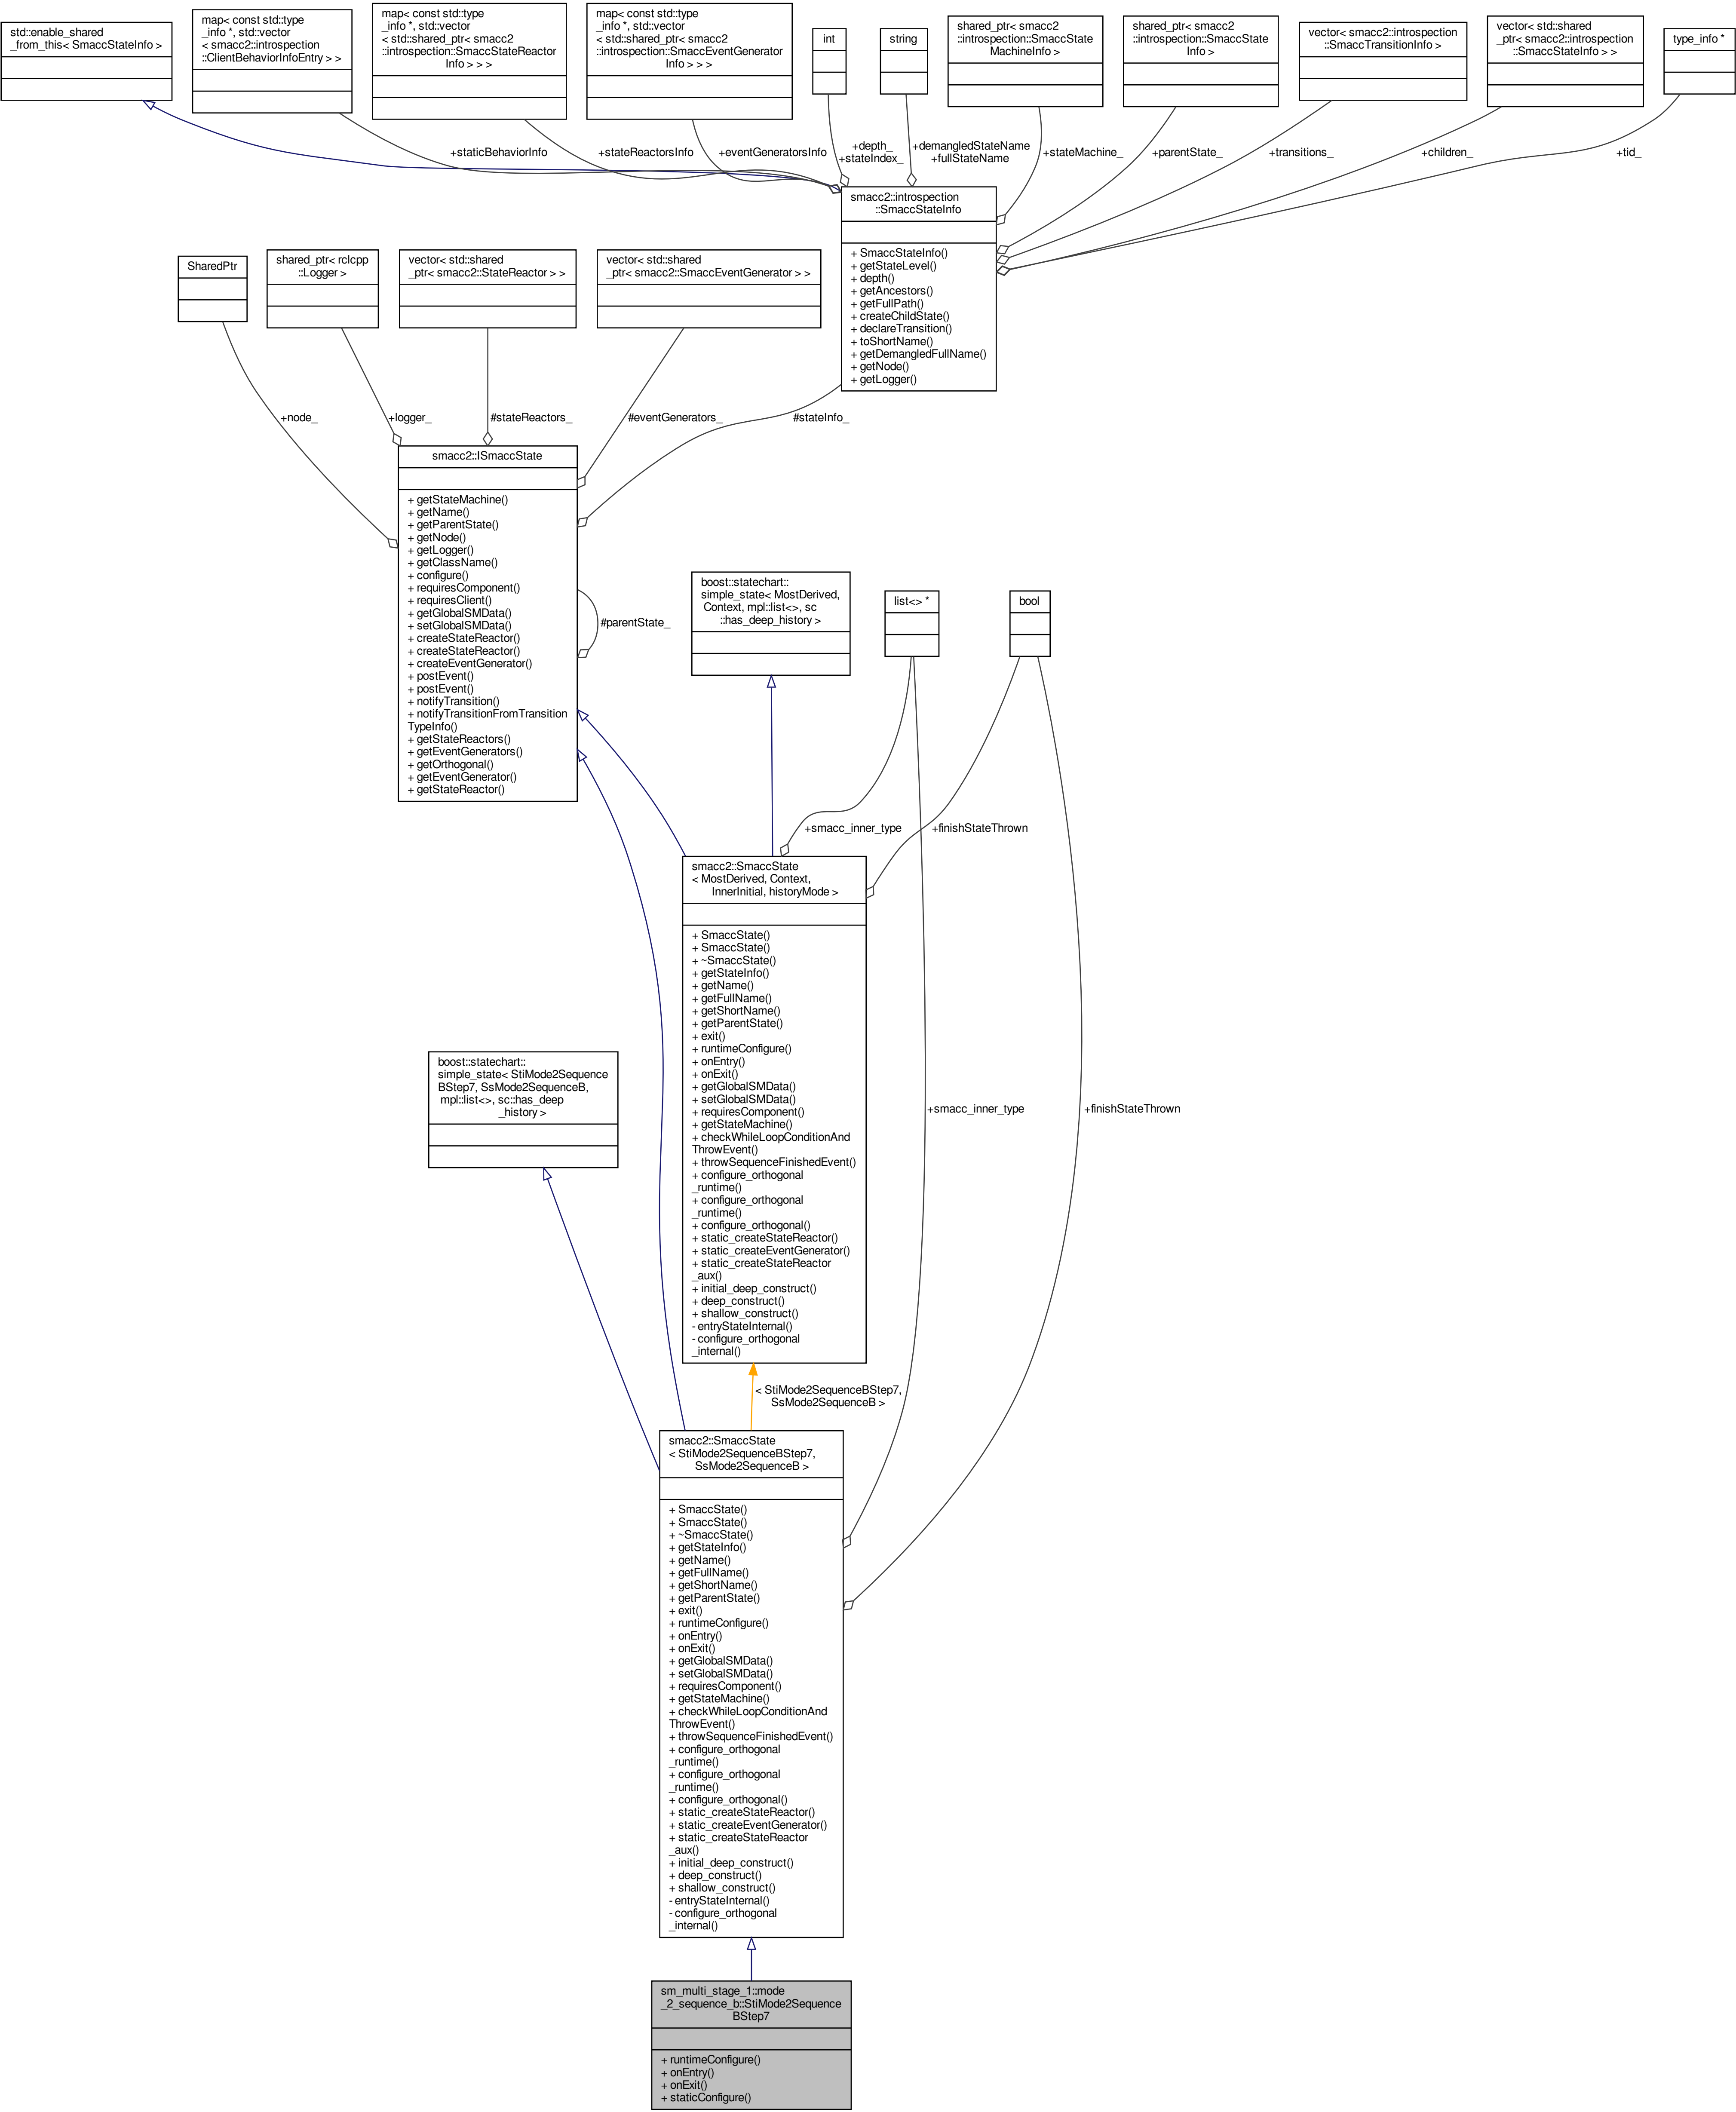 std::enable_shared
_from_this< SmaccStateInfo >
map< const std::type
_info *, std::vector
< smacc2::introspection
::ClientBehaviorInfoEntry > >
map< const std::type
_info *, std::vector
< std::shared_ptr< smacc2
::introspection::SmaccStateReactor
Info > > >
map< const std::type
_info *, std::vector
< std::shared_ptr< smacc2
::introspection::SmaccEventGenerator
Info > > >
int
string
shared_ptr< smacc2
::introspection::SmaccState
MachineInfo >
shared_ptr< smacc2
::introspection::SmaccState
Info >
vector< smacc2::introspection
::SmaccTransitionInfo >
vector< std::shared
_ptr< smacc2::introspection
::SmaccStateInfo > >
type_info *
+staticBehaviorInfo
+stateReactorsInfo
+eventGeneratorsInfo
+depth_
+stateIndex_
+demangledStateName
+fullStateName
+stateMachine_
+parentState_
+transitions_
+children_
+tid_
smacc2::introspection
::SmaccStateInfo
+ SmaccStateInfo()
+ getStateLevel()
+ depth()
+ getAncestors()
+ getFullPath()
+ createChildState()
+ declareTransition()
+ toShortName()
+ getDemangledFullName()
+ getNode()
+ getLogger()
SharedPtr
shared_ptr< rclcpp
::Logger >
vector< std::shared
_ptr< smacc2::StateReactor > >
vector< std::shared
_ptr< smacc2::SmaccEventGenerator > >
+node_
+logger_
#stateReactors_
#eventGenerators_
#stateInfo_
smacc2::ISmaccState
+ getStateMachine()
+ getName()
+ getParentState()
+ getNode()
+ getLogger()
+ getClassName()
+ configure()
+ requiresComponent()
+ requiresClient()
+ getGlobalSMData()
+ setGlobalSMData()
+ createStateReactor()
+ createStateReactor()
+ createEventGenerator()
+ postEvent()
+ postEvent()
+ notifyTransition()
+ notifyTransitionFromTransition
TypeInfo()
+ getStateReactors()
+ getEventGenerators()
+ getOrthogonal()
+ getEventGenerator()
+ getStateReactor()
#parentState_
boost::statechart::
simple_state< MostDerived,
Context, mpl::list<>, sc
::has_deep_history >
list<> *
bool
+smacc_inner_type
+finishStateThrown
smacc2::SmaccState
< MostDerived, Context,
InnerInitial, historyMode >
+ SmaccState()
+ SmaccState()
+ ~SmaccState()
+ getStateInfo()
+ getName()
+ getFullName()
+ getShortName()
+ getParentState()
+ exit()
+ runtimeConfigure()
+ onEntry()
+ onExit()
+ getGlobalSMData()
+ setGlobalSMData()
+ requiresComponent()
+ getStateMachine()
+ checkWhileLoopConditionAnd
ThrowEvent()
+ throwSequenceFinishedEvent()
+ configure_orthogonal
_runtime()
+ configure_orthogonal
_runtime()
+ configure_orthogonal()
+ static_createStateReactor()
+ static_createEventGenerator()
+ static_createStateReactor
_aux()
+ initial_deep_construct()
+ deep_construct()
+ shallow_construct()
- entryStateInternal()
- configure_orthogonal
_internal()
boost::statechart::
simple_state< StiMode2Sequence
BStep7, SsMode2SequenceB,
mpl::list<>, sc::has_deep
_history >
+smacc_inner_type
+finishStateThrown
< StiMode2SequenceBStep7,
SsMode2SequenceB >
smacc2::SmaccState
< StiMode2SequenceBStep7,
SsMode2SequenceB >
+ SmaccState()
+ SmaccState()
+ ~SmaccState()
+ getStateInfo()
+ getName()
+ getFullName()
+ getShortName()
+ getParentState()
+ exit()
+ runtimeConfigure()
+ onEntry()
+ onExit()
+ getGlobalSMData()
+ setGlobalSMData()
+ requiresComponent()
+ getStateMachine()
+ checkWhileLoopConditionAnd
ThrowEvent()
+ throwSequenceFinishedEvent()
+ configure_orthogonal
_runtime()
+ configure_orthogonal
_runtime()
+ configure_orthogonal()
+ static_createStateReactor()
+ static_createEventGenerator()
+ static_createStateReactor
_aux()
+ initial_deep_construct()
+ deep_construct()
+ shallow_construct()
- entryStateInternal()
- configure_orthogonal
_internal()
sm_multi_stage_1::mode
_2_sequence_b::StiMode2Sequence
BStep7
+ runtimeConfigure()
+ onEntry()
+ onExit()
+ staticConfigure()